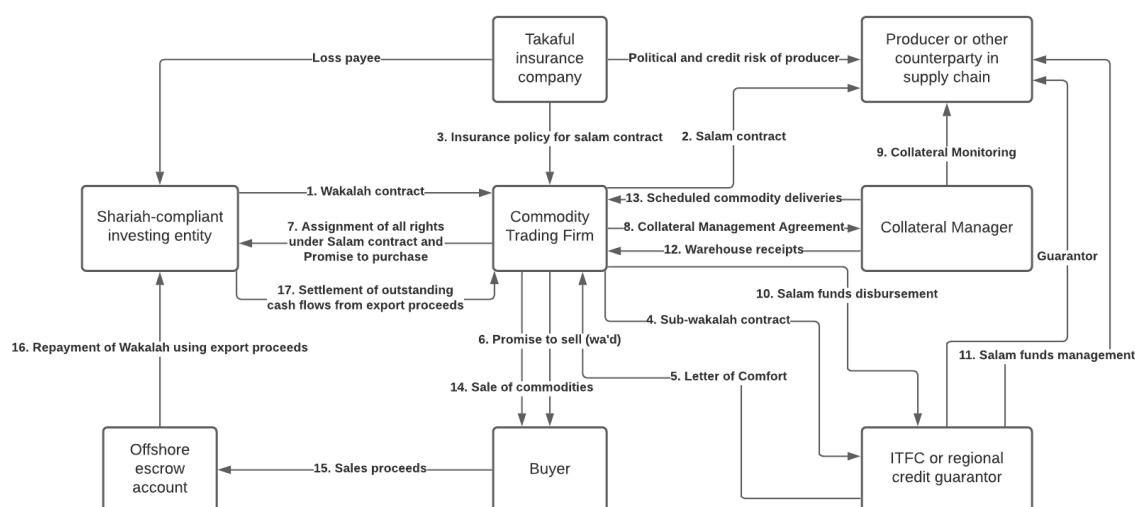 Takaful
insurance
company
Producer or other
counterparty in
supply chain
Loss payee
Political and credit risk of producer
3. Insurance policy for salam contract
2. Salam contract
9. Collateral Monitoring
Shariah-compliant
investing entity
1. Wakalah contract
Commodity
Trading Firm
13. Scheduled commodity deliveries
Collateral Manager
7. Assignment of all rights
under Salam contract and
Promise to purchase
8. Collateral Management Agreement
12. Warehouse receipts
Guarantor
17. Settlement of outstanding
cash flows from export proceeds
10. Salam funds disbursement
4. Sub-wakalah contract
6. Promise to sell (wa'd)
16. Repayment of Wakalah using export proceeds
11. Salam funds management
5. Letter of Comfort
14. Sale of commodities
Offshore
escrow
account
15. Sales proceeds
Buyer
ITFC or regional
credit guarantor